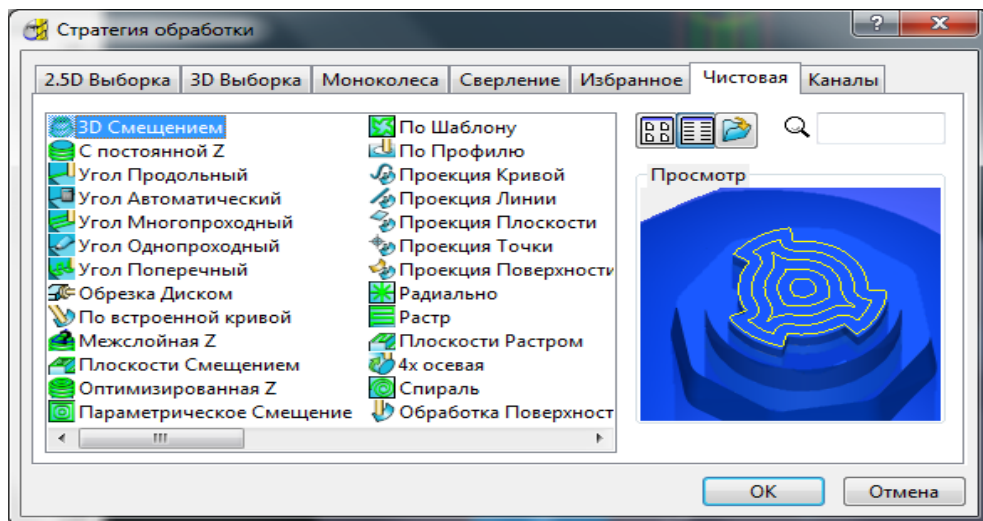 Стратегия обработки
2.5D Выборка 3D Выборка Моноколеса Сверление Избранное Чистовая Каналы
3D Смещением
С постоянной Z
Угол Продольный
Угол Автоматический
Угол Многопроходный
Угол Однопроходный
Угол Поперечный
Обрезка Диском
По встроенной кривой
Межслойная Z
Плоскости Смещением
Оптимизированная Z
Параметрическое Смещение
По Шаблону
По Профилю
Проекция Кривой
Проекция Линии
Проекция Плоскости
Проекция Точки
Проекция Поверхности
Радиально
Растр
Плоскости Растром
4х осевая
Спираль
Обработка Поверхност
Просмотр
OK Отмена